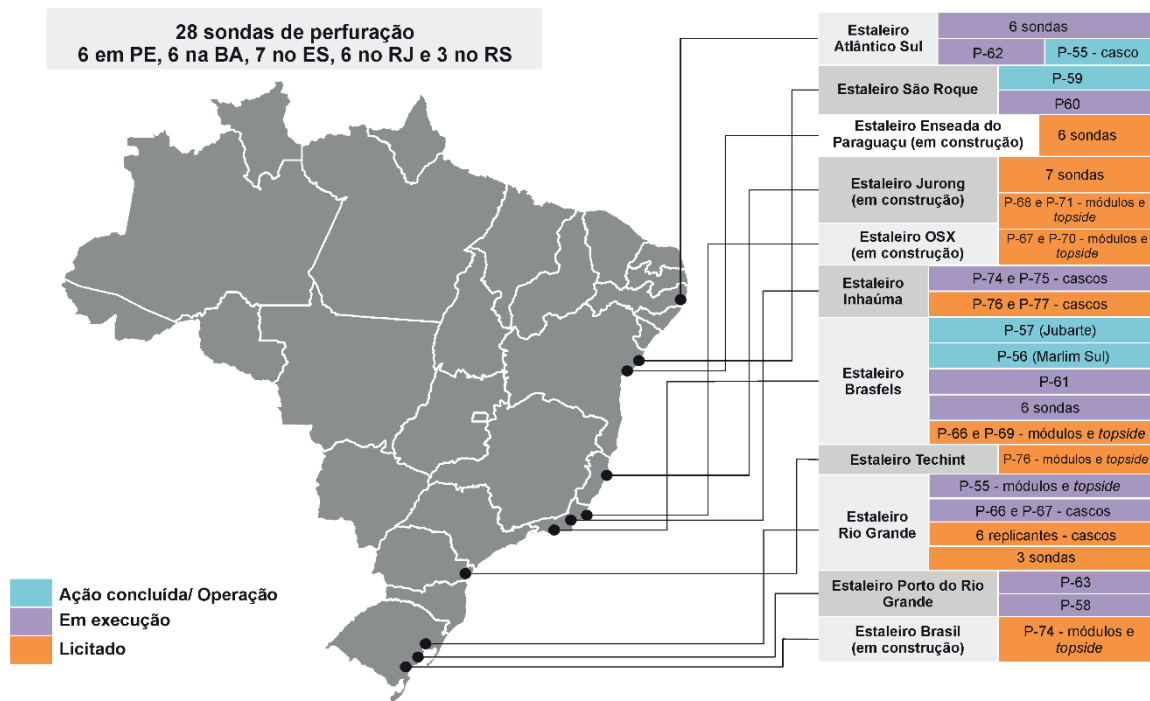 28 sondas de perfuração
6 em PE, 6 na BA, 7 no ES, 6 no RJ e 3 no RS
Estaleiro
Atlântico Sul
6 sondas
P-62
P-55 - casco
Estaleiro São Roque
P-59
P60
Estaleiro Enseada do
Paraguaçu (em construção)
6 sondas
Estaleiro Jurong
(em construção)
7 sondas
P-68 e P-71 - módulos e
topside
Estaleiro OSX
(em construção)
P-67 e P-70 - módulos e
topside
Estaleiro
Inhaúma
P-74 e P-75 - cascos
P-76 e P-77 - cascos
Estaleiro
Brasfels
P-57 (Jubarte)
P-56 (Marlim Sul)
P-61
6 sondas
P-66 e P-69 - módulos e topside
Estaleiro Techint
P-76 - módulos e topside
Estaleiro
Rio Grande
P-55 - módulos e topside
P-66 e P-67 - cascos
6 replicantes - cascos
3 sondas
Estaleiro Porto do Rio
Grande
P-63
P-58
Estaleiro Brasil
(em construção)
P-74 - módulos e
topside
Ação concluída/ Operação
Em execução
Licitado